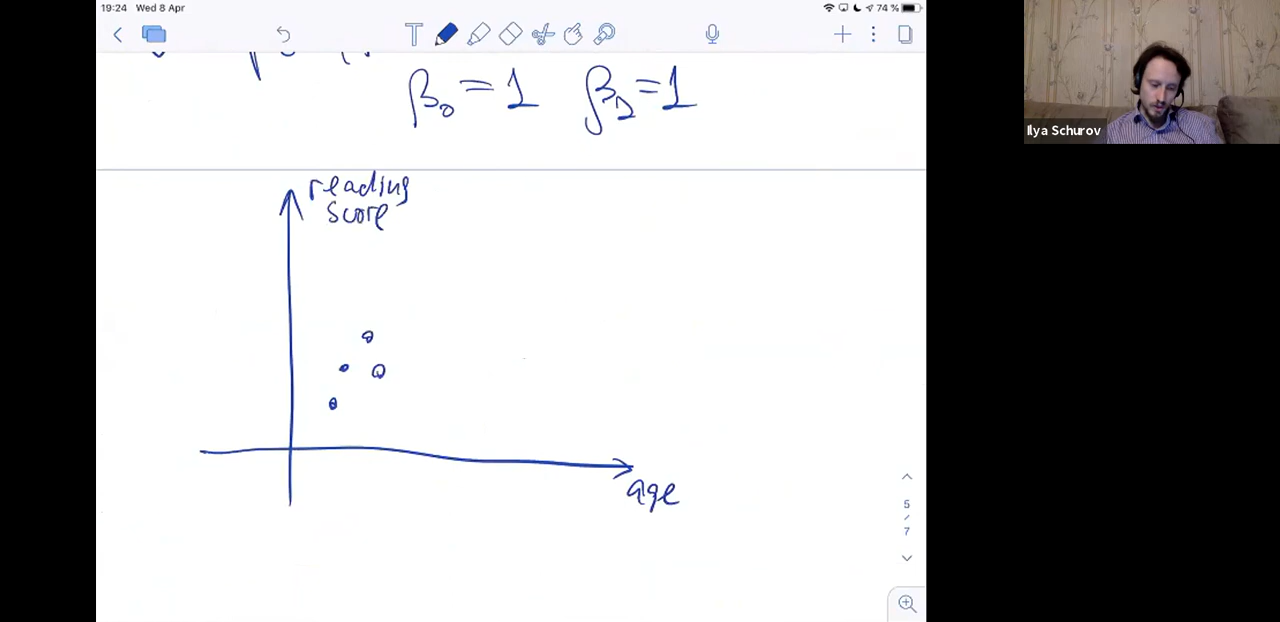 19:24 Wed 8 Apr
74 %
β₀ = 1 β₁ = 1
Ilya Schurov
reading
score
age
5
/
7